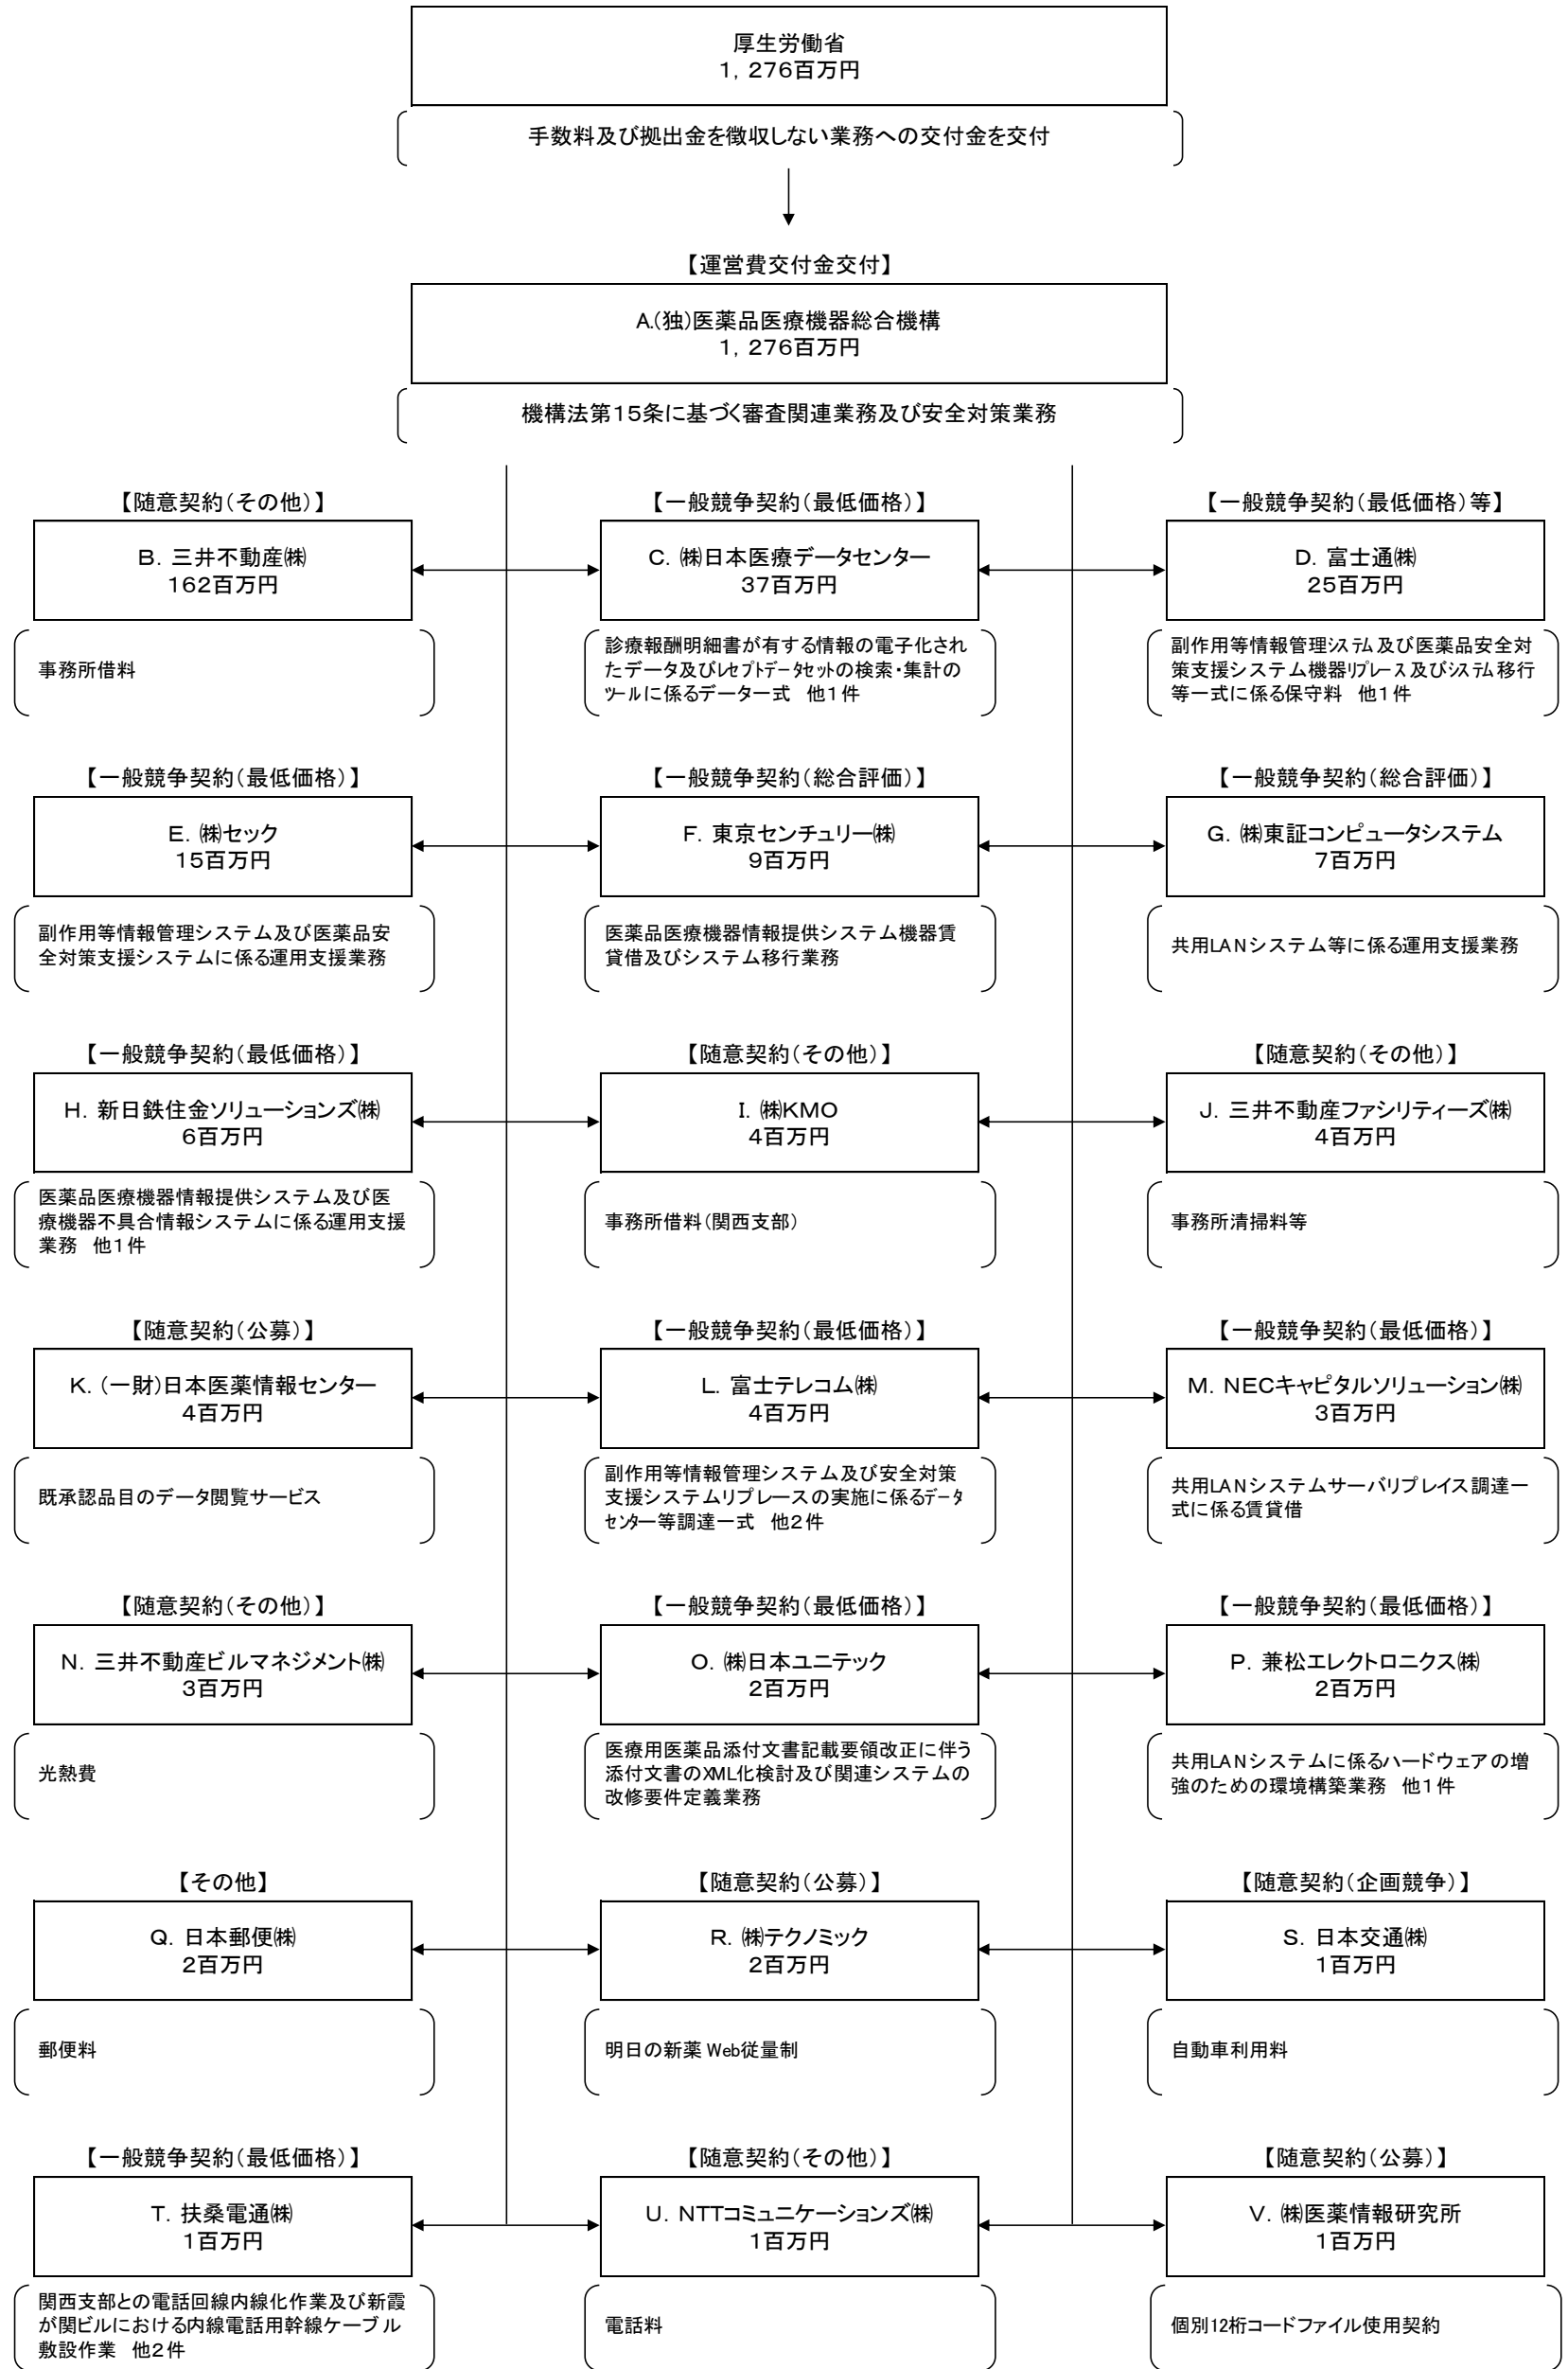 厚生労働省
1，276百万円
手数料及び拠出金を徴収しない業務への交付金を交付
【運営費交付金交付】
A.(独)医薬品医療機器総合機構
1，276百万円
機構法第15条に基づく審査関連業務及び安全対策業務
【随意契約(その他)】
B．三井不動産㈱
162百万円
事務所借料
【一般競争契約(最低価格)】
C．㈱日本医療データセンター
37百万円
診療報酬明細書が有する情報の電子化され
たデータ及びﾚｾﾌﾟﾄﾃﾞｰﾀｾｯﾄの検索・集計の
ﾂｰﾙに係るデータ一式　他1件
【一般競争契約(最低価格)等】
D．富士通㈱
25百万円
副作用等情報管理ｼｽﾃﾑ及び医薬品安全対
策支援システム機器ﾘﾌﾟﾚｰｽ及びｼｽﾃﾑ移行
等一式に係る保守料　他1件
【一般競争契約(最低価格)】
E．㈱セック
15百万円
副作用等情報管理システム及び医薬品安
全対策支援システムに係る運用支援業務
【一般競争契約(総合評価)】
F．東京センチュリー㈱
9百万円
医薬品医療機器情報提供システム機器賃
貸借及びシステム移行業務
【一般競争契約(総合評価)】
G．㈱東証コンピュータシステム
7百万円
共用LANシステム等に係る運用支援業務
【一般競争契約(最低価格)】
H．新日鉄住金ソリューションズ㈱
6百万円
医薬品医療機器情報提供システム及び医
療機器不具合情報システムに係る運用支援
業務　他1件
【随意契約(その他)】
I．㈱KMO
4百万円
事務所借料(関西支部)
【随意契約(その他)】
J．三井不動産ファシリティーズ㈱
4百万円
事務所清掃料等
【随意契約(公募)】
K．(一財)日本医薬情報センター
4百万円
既承認品目のデータ閲覧サービス
【一般競争契約(最低価格)】
L．富士テレコム㈱
4百万円
副作用等情報管理システム及び安全対策
支援システムリプレースの実施に係るﾃﾞｰﾀ
ｾﾝﾀｰ等調達一式　他2件
【一般競争契約(最低価格)】
M．NECキャピタルソリューション㈱
3百万円
共用LANシステムサーバリプレイス調達一
式に係る賃貸借
【随意契約(その他)】
N．三井不動産ビルマネジメント㈱
3百万円
光熱費
【一般競争契約(最低価格)】
O．㈱日本ユニテック
2百万円
医療用医薬品添付文書記載要領改正に伴う
添付文書のXML化検討及び関連システムの
改修要件定義業務
【一般競争契約(最低価格)】
P．兼松エレクトロニクス㈱
2百万円
共用LANシステムに係るハードウェアの増
強のための環境構築業務　他1件
【その他】
Q．日本郵便㈱
2百万円
郵便料
【随意契約(公募)】
R．㈱テクノミック
2百万円
明日の新薬 Web従量制
【随意契約(企画競争)】
S．日本交通㈱
1百万円
自動車利用料
【一般競争契約(最低価格)】
T．扶桑電通㈱
1百万円
関西支部との電話回線内線化作業及び新霞
が関ビルにおける内線電話用幹線ケーブル
敷設作業　他2件
【随意契約(その他)】
U．NTTコミュニケーションズ㈱
1百万円
電話料
【随意契約(公募)】
V．㈱医薬情報研究所
1百万円
個別12桁コードファイル使用契約